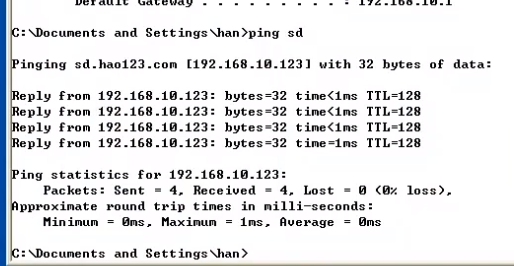 Default Gateway . . . . . . . . . : 192.168.10.1
C:\Documents and Settings\han>ping sd
Pinging sd.hao123.com [192.168.10.123] with 32 bytes of data:
Reply from 192.168.10.123: bytes=32 time<1ms TTL=128
Reply from 192.168.10.123: bytes=32 time<1ms TTL=128
Reply from 192.168.10.123: bytes=32 time<1ms TTL=128
Reply from 192.168.10.123: bytes=32 time=1ms TTL=128
Ping statistics for 192.168.10.123:
    Packets: Sent = 4, Received = 4, Lost = 0 (0% loss),
Approximate round trip times in milli-seconds:
    Minimum = 0ms, Maximum = 1ms, Average = 0ms
C:\Documents and Settings\han>